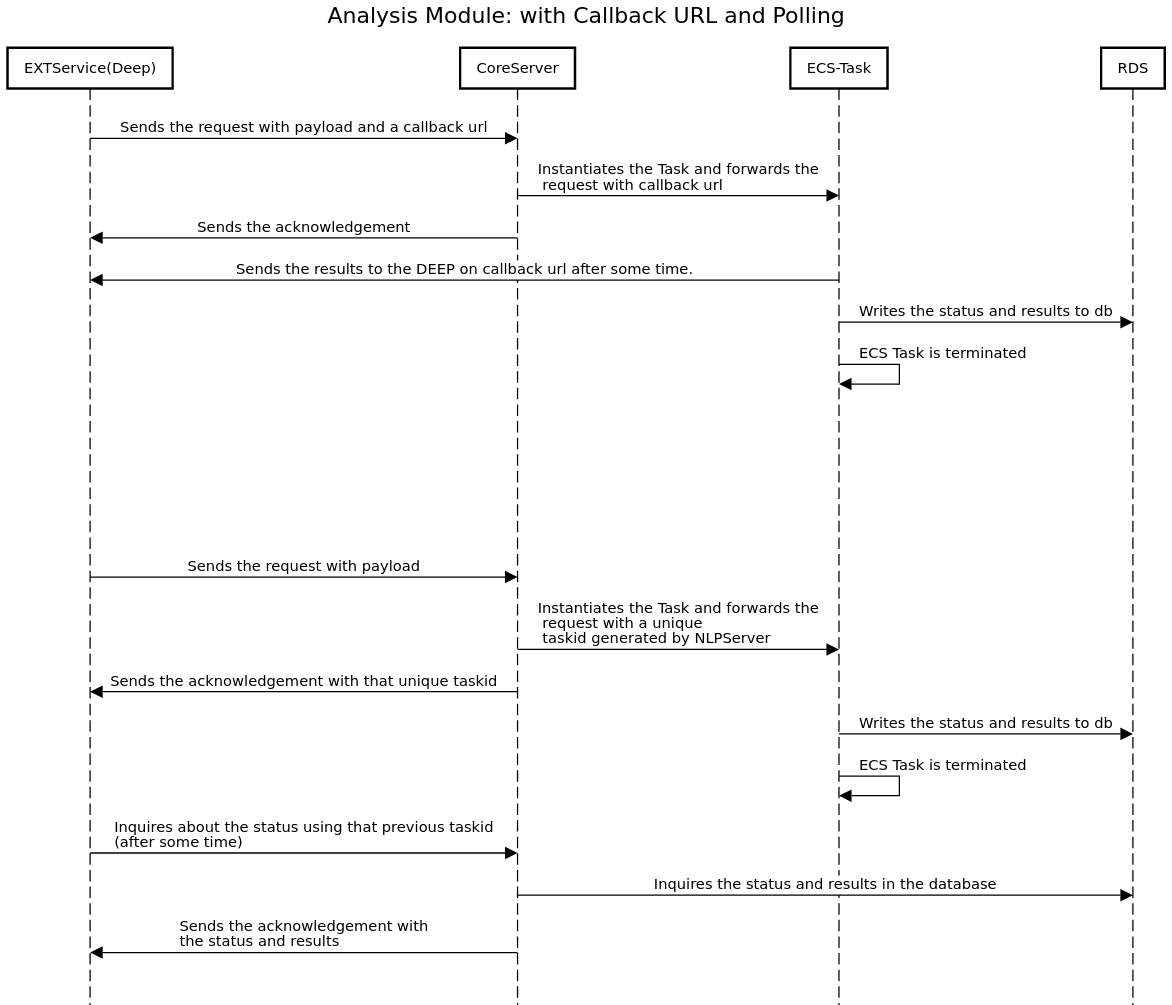 Analysis Module: with Callback URL and Polling
EXTService(Deep)
CoreServer
ECS-Task
RDS
Sends the request with payload and a callback url
Instantiates the Task and forwards the
request with callback url
Sends the acknowledgement
Sends the results to the DEEP on callback url after some time.
Writes the status and results to db
ECS Task is terminated
Sends the request with payload
Instantiates the Task and forwards the
request with a unique
taskid generated by NLPServer
Sends the acknowledgement with that unique taskid
Writes the status and results to db
ECS Task is terminated
Inquires about the status using that previous taskid
(after some time)
Inquires the status and results in the database
Sends the acknowledgement with
the status and results